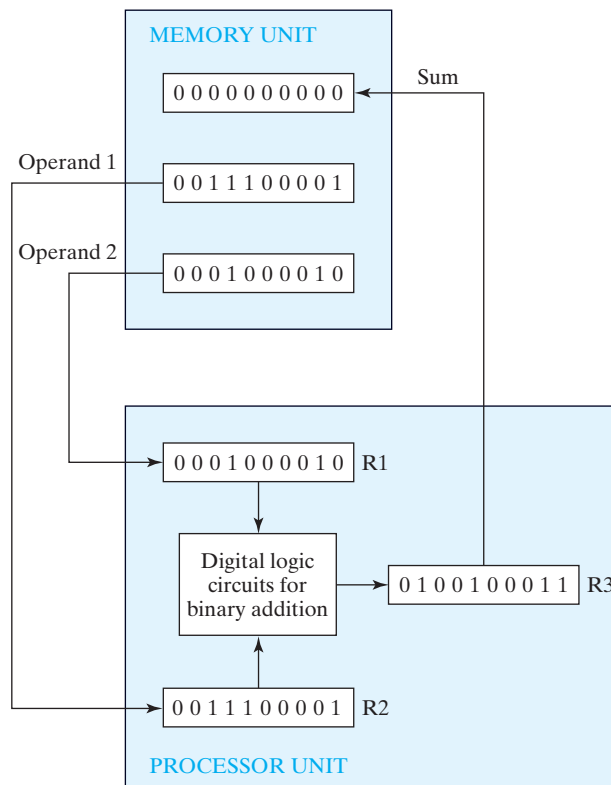 MEMORY UNIT
0 0 0 0 0 0 0 0 0 0
Sum
Operand 1
0 0 1 1 1 0 0 0 0 1
Operand 2
0 0 0 1 0 0 0 0 1 0
0 0 0 1 0 0 0 0 1 0 R1
Digital logic
circuits for
binary addition
0 1 0 0 1 0 0 0 1 1 R3
0 0 1 1 1 0 0 0 0 1 R2
PROCESSOR UNIT